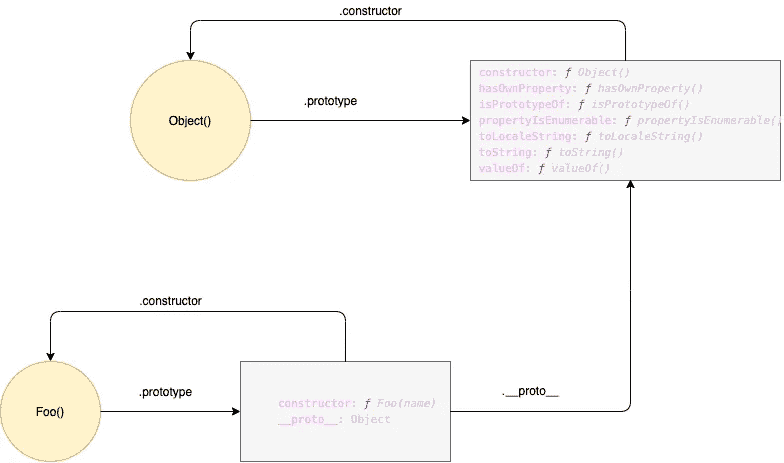 .constructor
constructor: ƒ Object()
hasOwnProperty: ƒ hasOwnProperty()
isPrototypeOf: ƒ isPrototypeOf()
propertyIsEnumerable: ƒ propertyIsEnumerable()
toLocaleString: ƒ toLocaleString()
toString: ƒ toString()
valueOf: ƒ valueOf()
.prototype
Object()
.constructor
.prototype
.__proto__
Foo()
constructor: ƒ Foo(name)
__proto__: Object